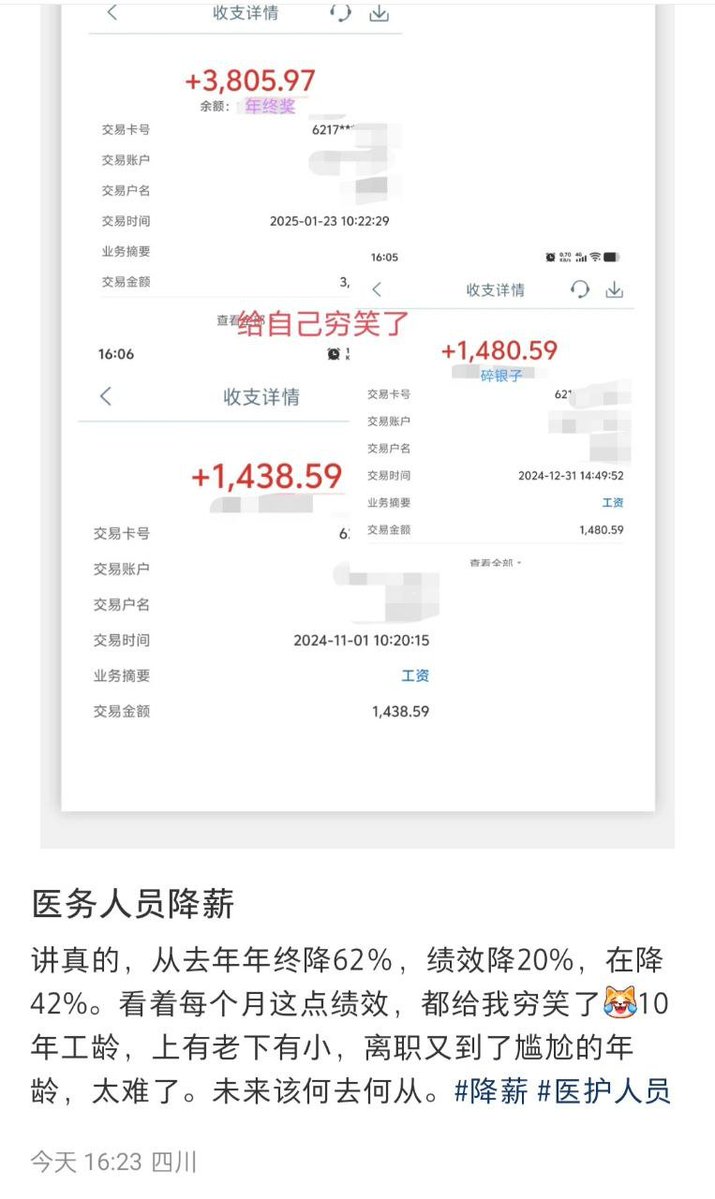 收支详情
+3,805.97
余额：
年终奖
交易卡号 6217**
交易账户
交易户名
交易时间 2025-01-23 10:22:29
业务摘要
交易金额 3,
查看
给自己穷笑了
16:05
收支详情
+1,480.59
碎银子
交易卡号 621
交易账户
交易户名
交易时间 2024-12-31 14:49:52
业务摘要 工资
交易金额 1,480.59
查看全部
16:06
收支详情
+1,438.59
交易卡号 6
交易账户
交易户名
交易时间 2024-11-01 10:20:15
业务摘要 工资
交易金额 1,438.59
医务人员降薪
讲真的，从去年年终降62%，绩效降20%，在降
42%。看着每个月这点绩效，都给我穷笑了😹10
年工龄，上有老下有小，离职又到了尴尬的年
龄，太难了。未来该何去何从。#降薪 #医护人员
今天 16:23 四川